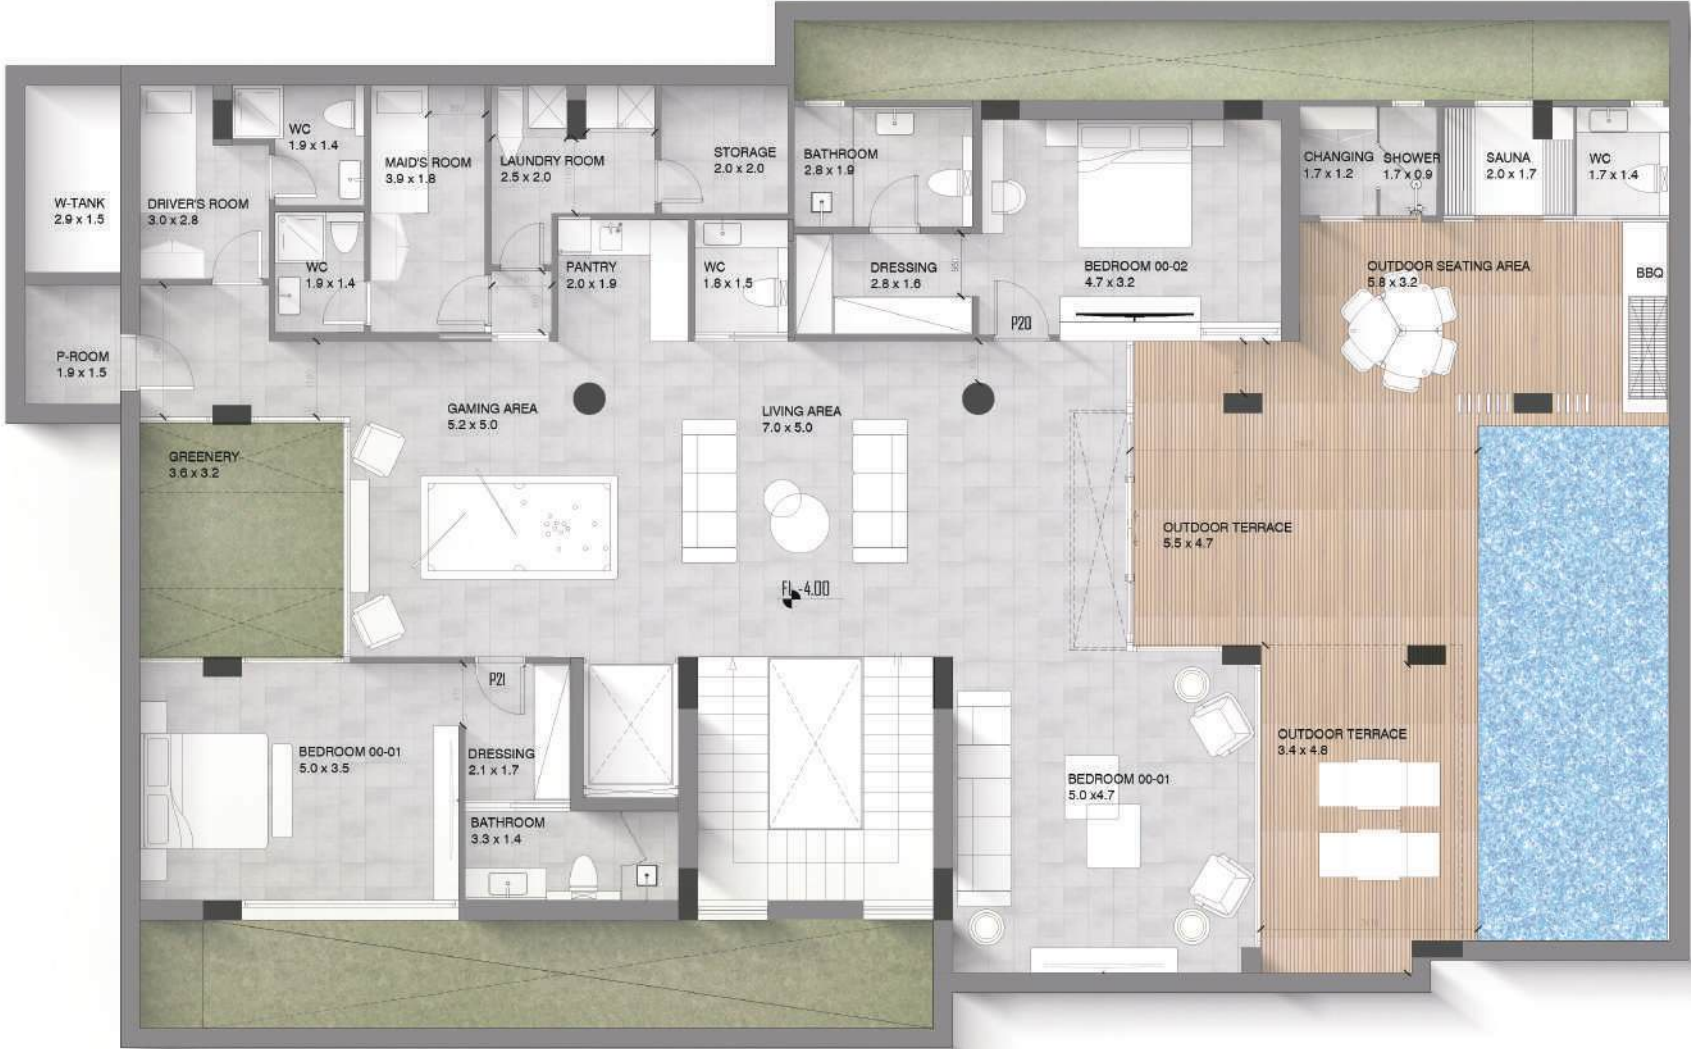 WC
1.9 x 1.4
MAID'S ROOM
3.9 x 1.8
LAUNDRY ROOM
2.5 x 2.0
STORAGE
2.0 x 2.0
BATHROOM
2.8 x 1.9
CHANGING
1.7 x 1.2
SHOWER
1.7 x 0.9
SAUNA
2.0 x 1.7
WC
1.7 x 1.4
W-TANK
2.9 x 1.5
DRIVER'S ROOM
3.0 x 2.8
WC
1.9 x 1.4
PANTRY
2.0 x 1.9
WC
1.8 x 1.5
DRESSING
2.8 x 1.6
BEDROOM 00-02
4.7 x 3.2
OUTDOOR SEATING AREA
5.8 x 3.2
BBQ
P20
P-ROOM
1.9 x 1.5
GAMING AREA
5.2 x 5.0
LIVING AREA
7.0 x 5.0
GREENERY
3.6 x 3.2
OUTDOOR TERRACE
5.5 x 4.7
FL -4.00
P21
BEDROOM 00-01
5.0 x 3.5
DRESSING
2.1 x 1.7
OUTDOOR TERRACE
3.4 x 4.8
BEDROOM 00-01
5.0 x4.7
BATHROOM
3.3 x 1.4